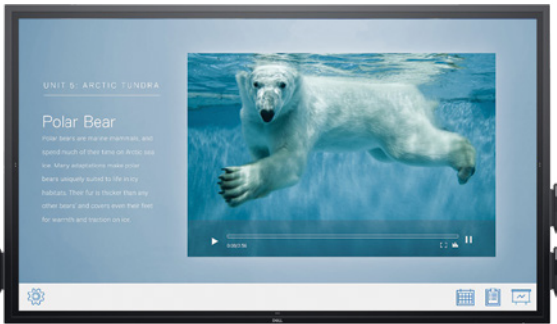 UNIT 5: ARCTIC TUNDRA
Polar Bear
Polar bears are marine mammals, and
spend much of their time on Arctic sea
ice. Many adaptations make polar
bears uniquely suited to life in icy
habitats. Their fur is thicker than any
other bears' and covers even their feet
for warmth and traction on ice.
DELL